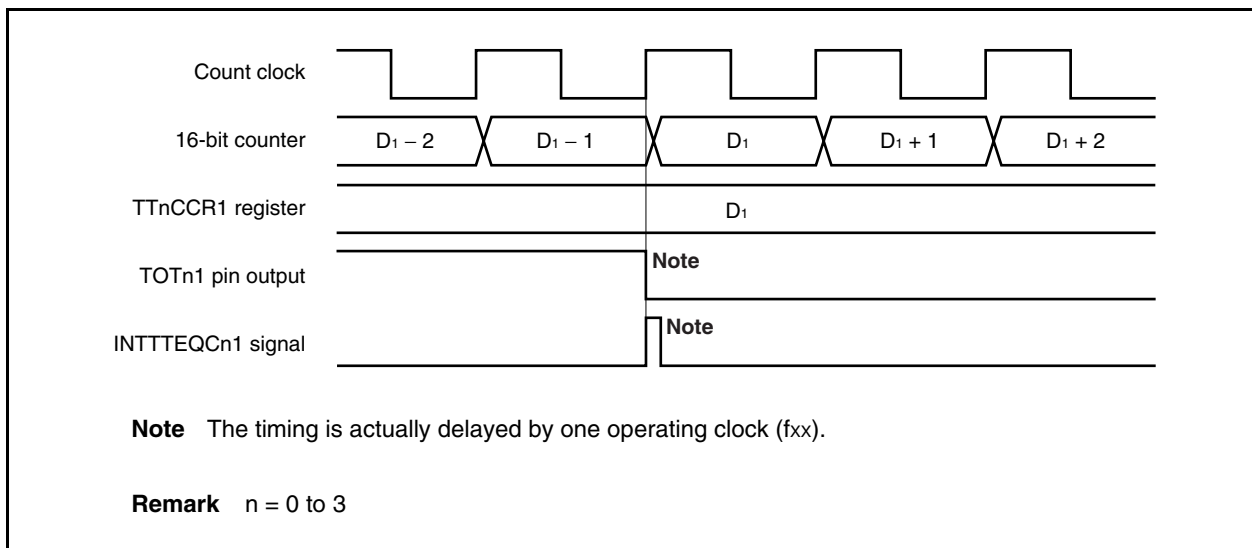 Count clock
16-bit counter
D1 − 2
D1 − 1
D1
D1 + 1
D1 + 2
TTnCCR1 register
D1
TOTn1 pin output
Note
INTTTEQCn1 signal
Note
Note The timing is actually delayed by one operating clock (fxx).
Remark n = 0 to 3